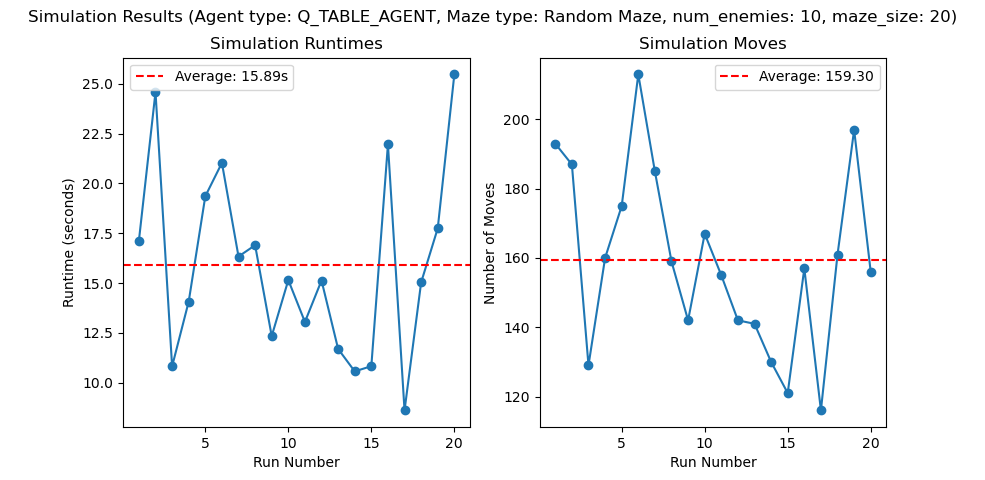 Simulation Results (Agent type: Q_TABLE_AGENT, Maze type: Random Maze, num_enemies: 10, maze_size: 20)
Simulation Runtimes
Average: 15.89s
Runtime (seconds)
25.0
22.5
20.0
17.5
15.0
12.5
10.0
5 10 15 20
Run Number
Simulation Moves
Average: 159.30
Number of Moves
200
180
160
140
120
5 10 15 20
Run Number